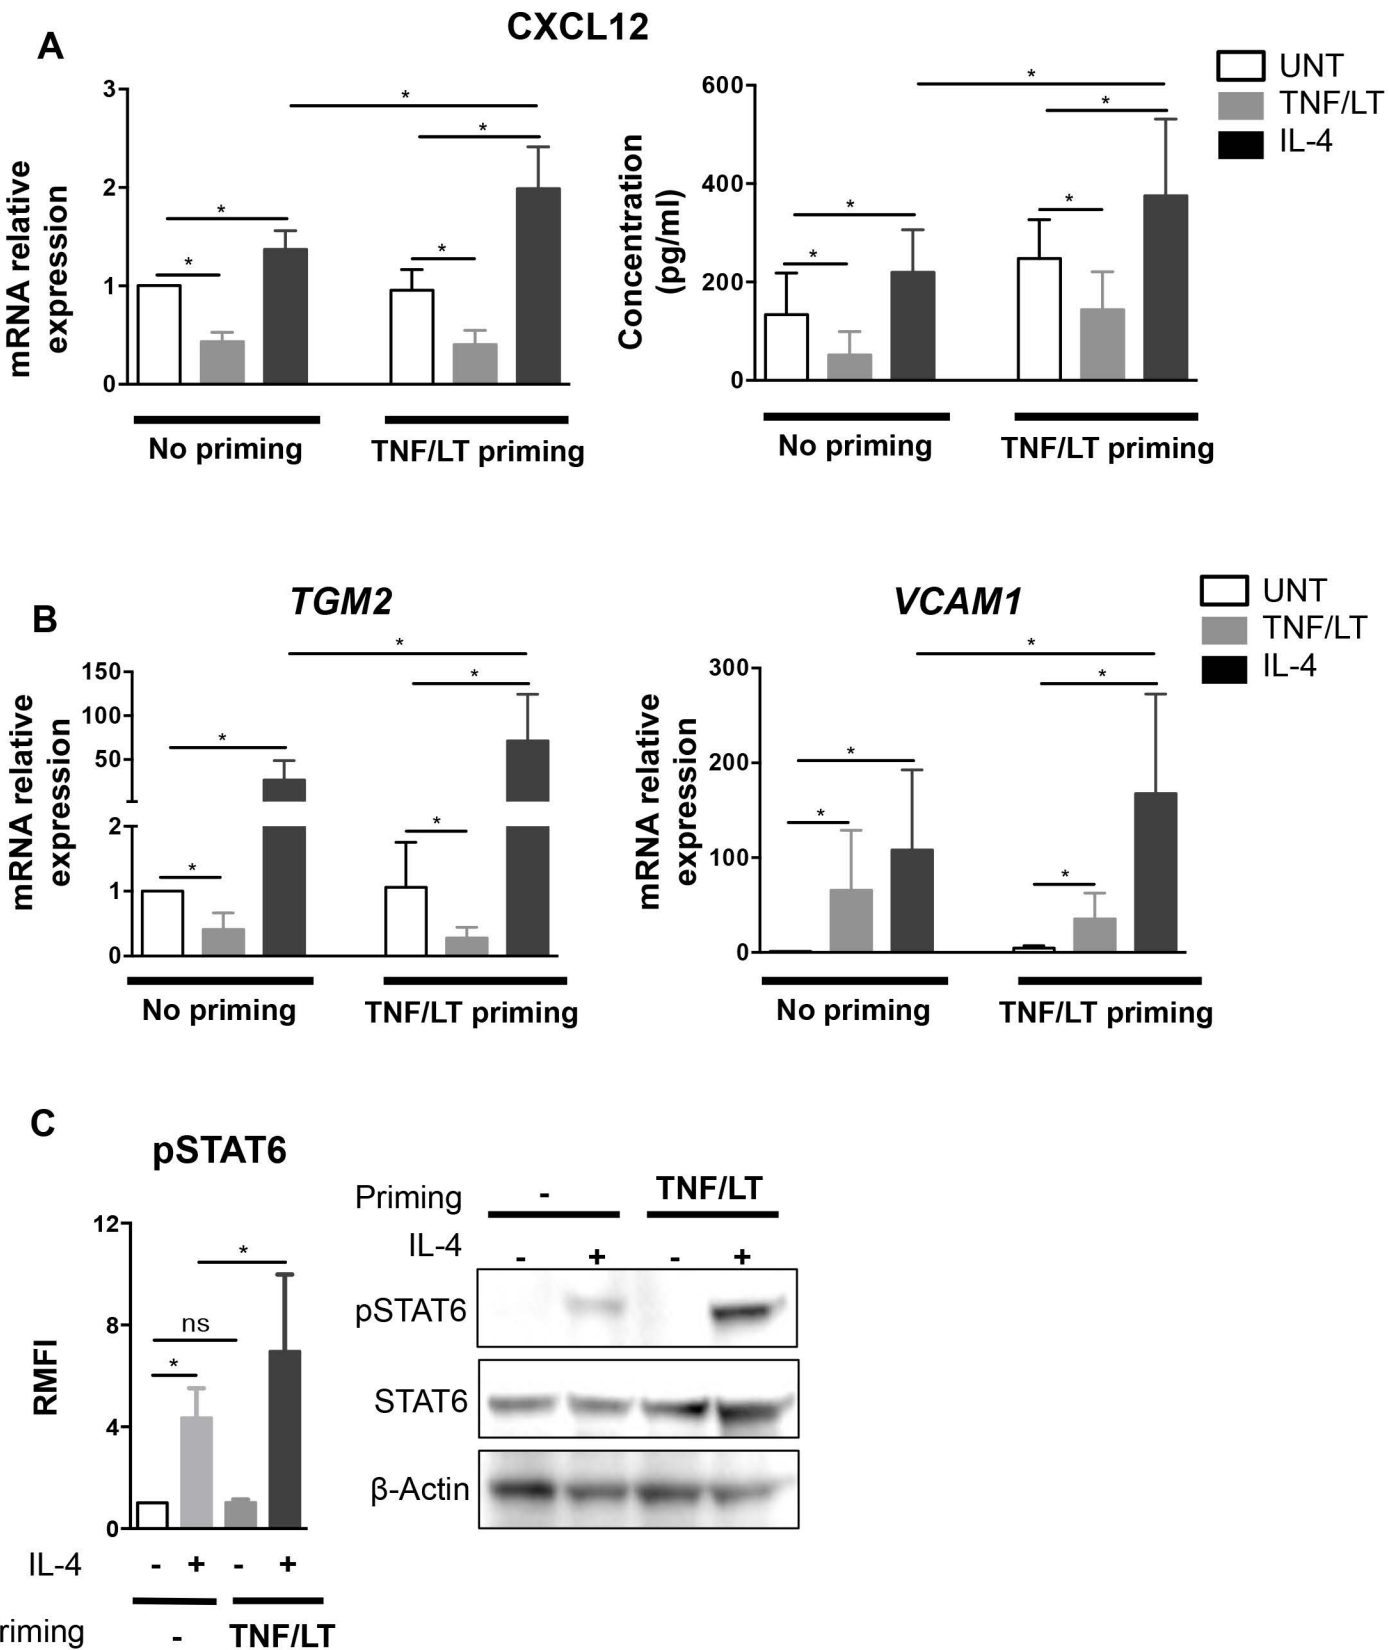 A
CXCL12
mRNA relative
expression
3
2
1
0
*
*
*
*
*
No priming
TNF/LT priming
Concentration
(pg/ml)
600
400
200
0
*
*
*
*
*
No priming
TNF/LT priming
UNT
TNF/LT
IL-4
B
TGM2
mRNA relative
expression
150
100
50
2
1
0
*
*
*
*
*
No priming
TNF/LT priming
VCAM1
mRNA relative
expression
300
200
100
0
*
*
*
*
*
No priming
TNF/LT priming
UNT
TNF/LT
IL-4
C
pSTAT6
RMFI
12
8
4
0
*
ns
*
IL-4 - + - +
riming - TNF/LT
Priming - TNF/LT
IL-4 - + - +
pSTAT6
STAT6
β-Actin